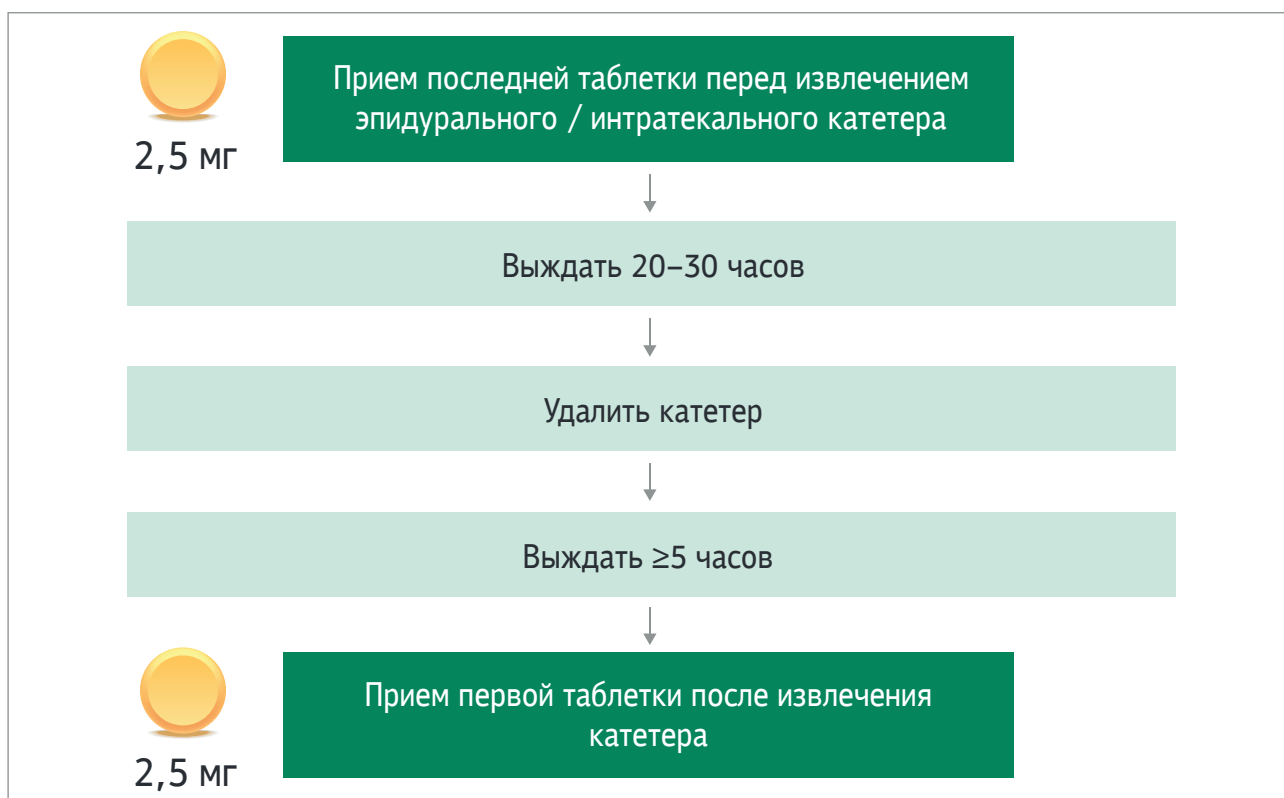 Прием последней таблетки перед извлечением
эпидурального / интратекального катетера
2,5 мг
Выждать 20–30 часов
Удалить катетер
Выждать ≥5 часов
Прием первой таблетки после извлечения
катетера
2,5 мг